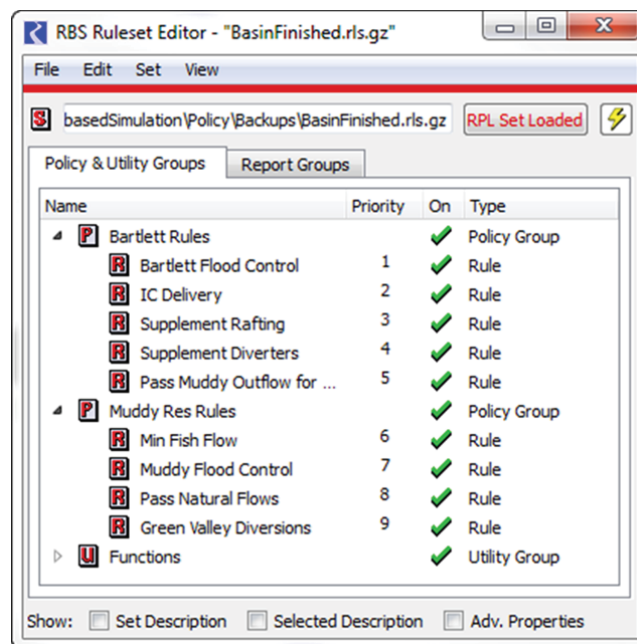 RBS Ruleset Editor - "BasinFinished.rls.gz"
File Edit Set View
S basedSimulation\Policy\Backups\BasinFinished.rls.gz RPL Set Loaded
Policy & Utility Groups Report Groups
Name Priority On Type
P Bartlett Rules Policy Group
R Bartlett Flood Control 1 Rule
R IC Delivery 2 Rule
R Supplement Rafting 3 Rule
R Supplement Diverters 4 Rule
R Pass Muddy Outflow for ... 5 Rule
P Muddy Res Rules Policy Group
R Min Fish Flow 6 Rule
R Muddy Flood Control 7 Rule
R Pass Natural Flows 8 Rule
R Green Valley Diversions 9 Rule
U Functions Utility Group
Show: Set Description Selected Description Adv. Properties